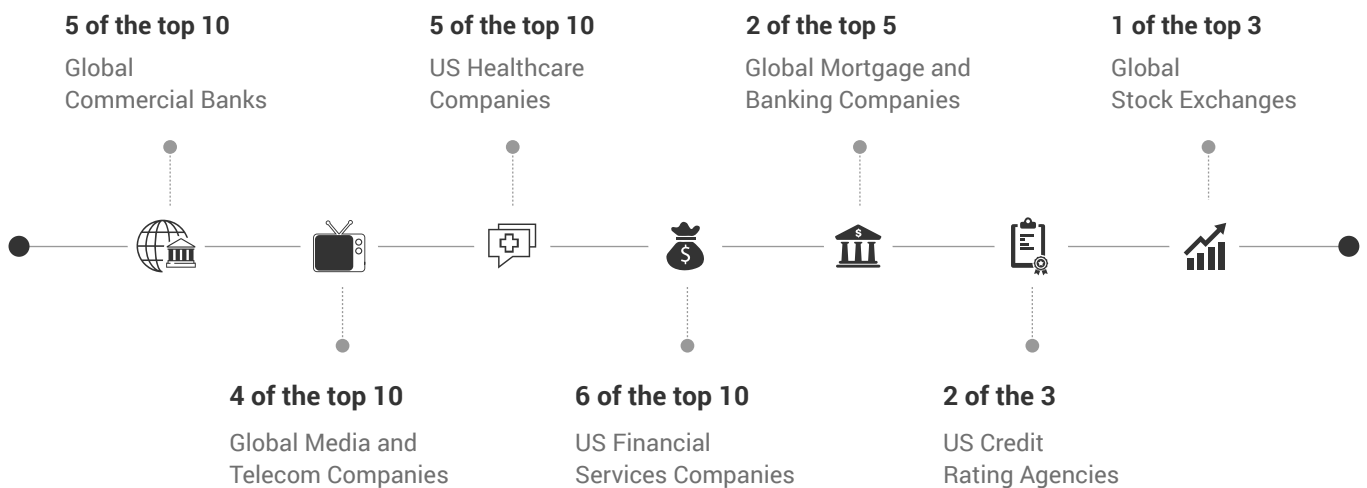 5 of the top 10
Global
Commercial Banks
5 of the top 10
US Healthcare
Companies
2 of the top 5
Global Mortgage and
Banking Companies
1 of the top 3
Global
Stock Exchanges
$
$
4 of the top 10
Global Media and
Telecom Companies
6 of the top 10
US Financial
Services Companies
2 of the 3
US Credit
Rating Agencies